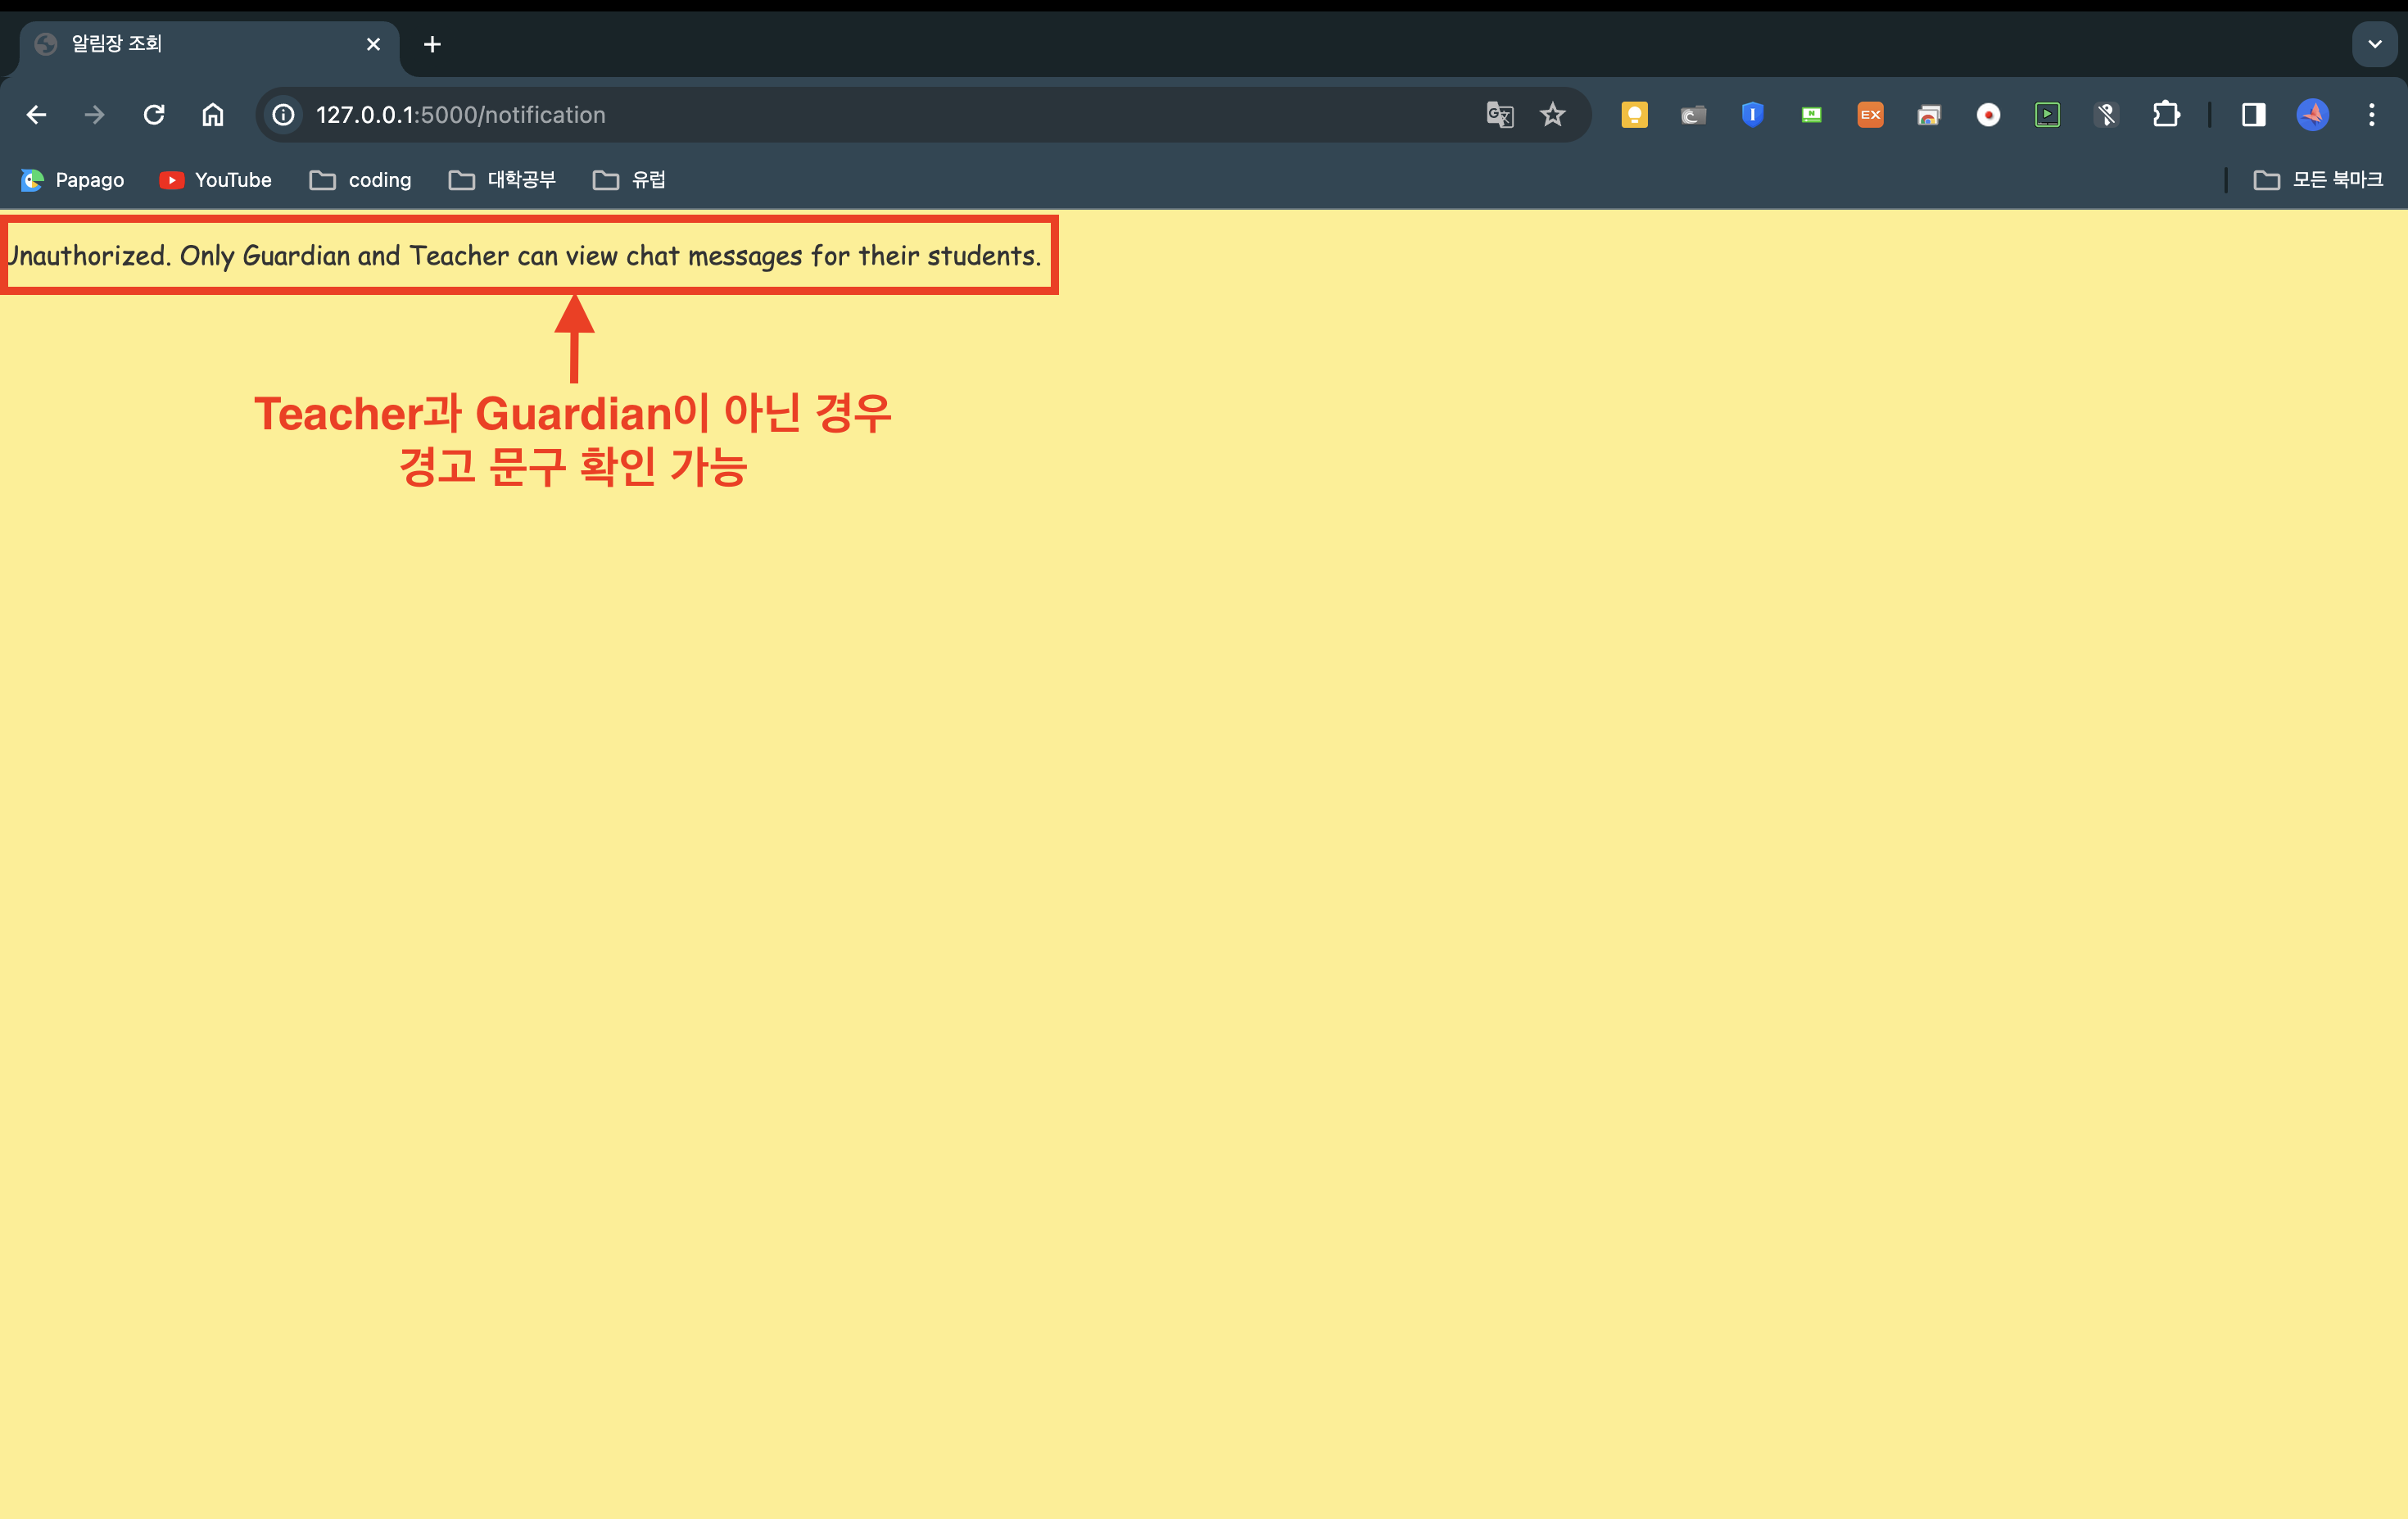 알림장 조회
127.0.0.1:5000/notification
Papago
YouTube
coding
대학공부
유럽
모든 북마크
Unauthorized. Only Guardian and Teacher can view chat messages for their students.
Teacher과 Guardian이 아닌 경우
경고 문구 확인 가능